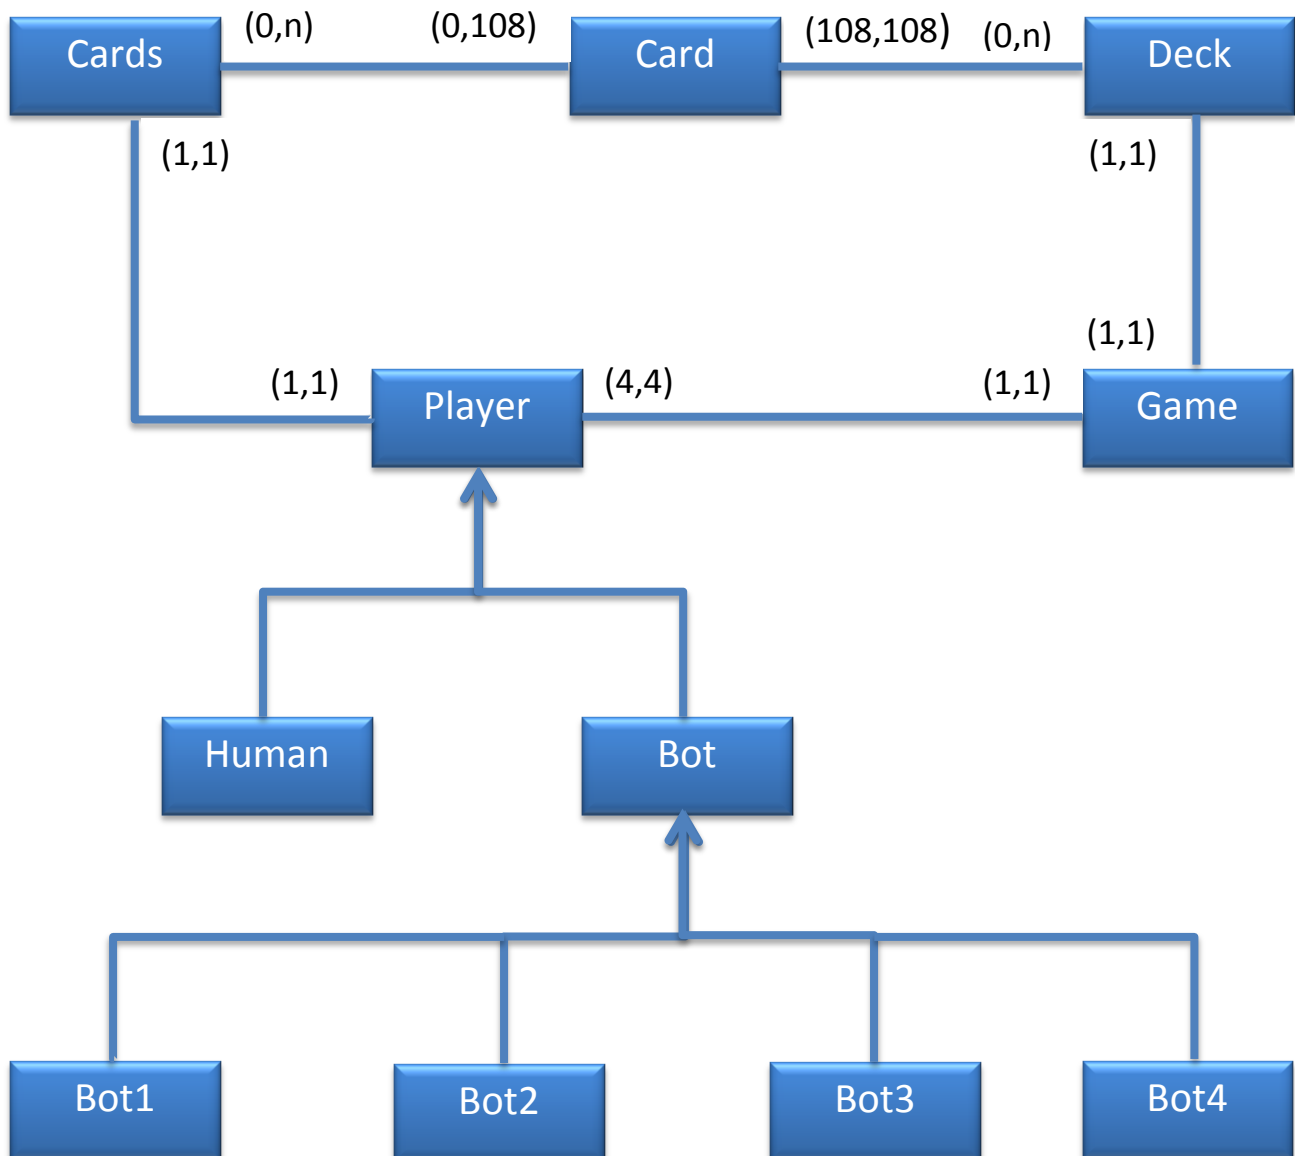 Cards (0,n) (0,108) Card (108,108) (0,n) Deck
(1,1) (1,1)
(1,1)
(1,1) Player (4,4) (1,1) Game
Human Bot
Bot1 Bot2 Bot3 Bot4